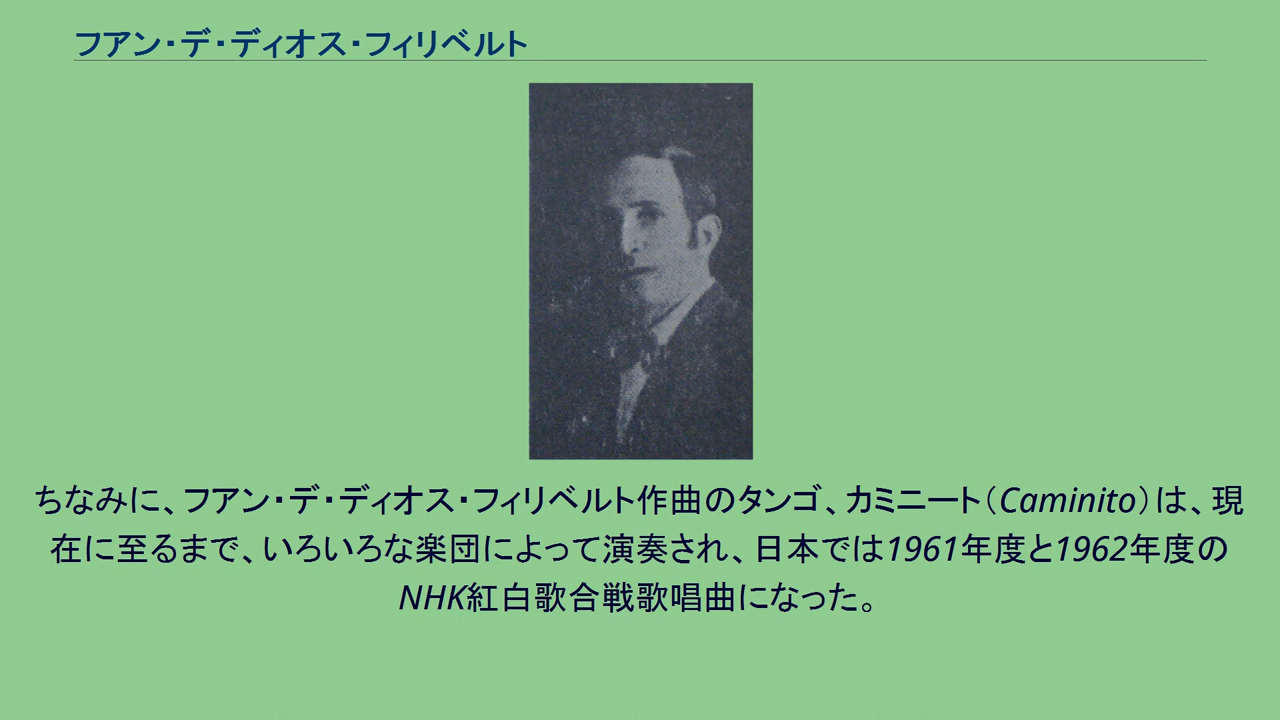 フアン・デ・ディオス・フィリベルト
ちなみに、フアン・デ・ディオス・フィリベルト作曲のタンゴ、カミニート（Caminito）は、現
在に至るまで、いろいろな楽団によって演奏され、日本では1961年度と1962年度の
NHK紅白歌合戦歌唱曲になった。